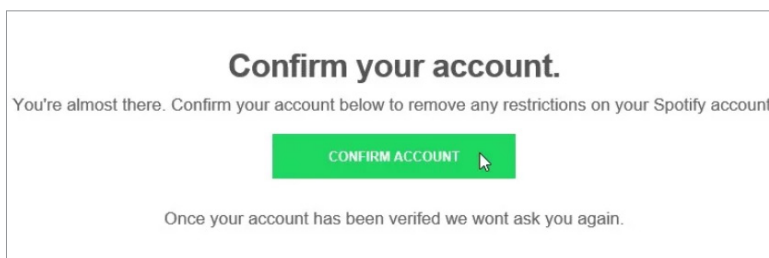 Confirm your account.
You're almost there. Confirm your account below to remove any restrictions on your Spotify account
CONFIRM ACCOUNT
Once your account has been verifed we wont ask you again.